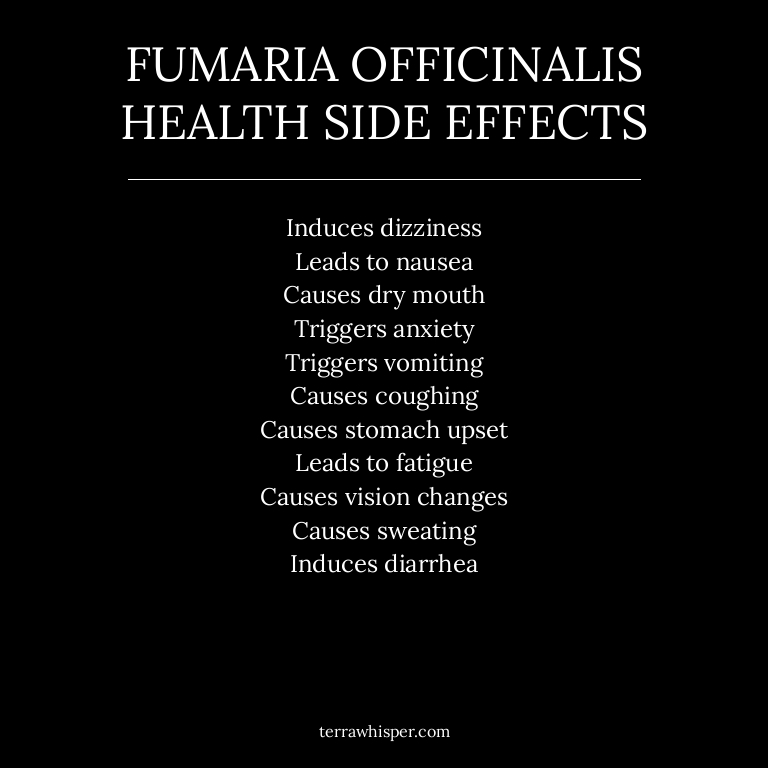 FUMARIA OFFICINALIS
HEALTH SIDE EFFECTS
Induces dizziness
Leads to nausea
Causes dry mouth
Triggers anxiety
Triggers vomiting
Causes coughing
Causes stomach upset
Leads to fatigue
Causes vision changes
Causes sweating
Induces diarrhea
terrawhisper.com